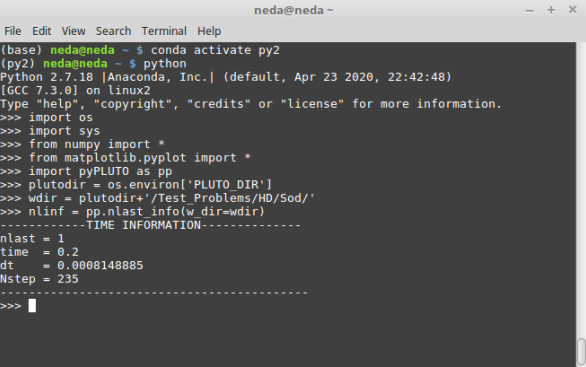 neda@neda ~
File Edit View Search Terminal Help
(base) neda@neda ~ $ conda activate py2
(py2) neda@neda ~ $ python
Python 2.7.18 |Anaconda, Inc.| (default, Apr 23 2020, 22:42:48)
[GCC 7.3.0] on linux2
Type "help", "copyright", "credits" or "license" for more information.
>>> import os
>>> import sys
>>> from numpy import *
>>> from matplotlib.pyplot import *
>>> import pyPLUTO as pp
>>> plutodir = os.environ['PLUTO_DIR']
>>> wdir = plutodir+'/Test_Problems/HD/Sod/'
>>> nlinf = pp.nlast_info(w_dir=wdir)
------------TIME INFORMATION--------------
nlast = 1
time  = 0.2
dt    = 0.0008148885
Nstep = 235
-------------------------------------------
>>>